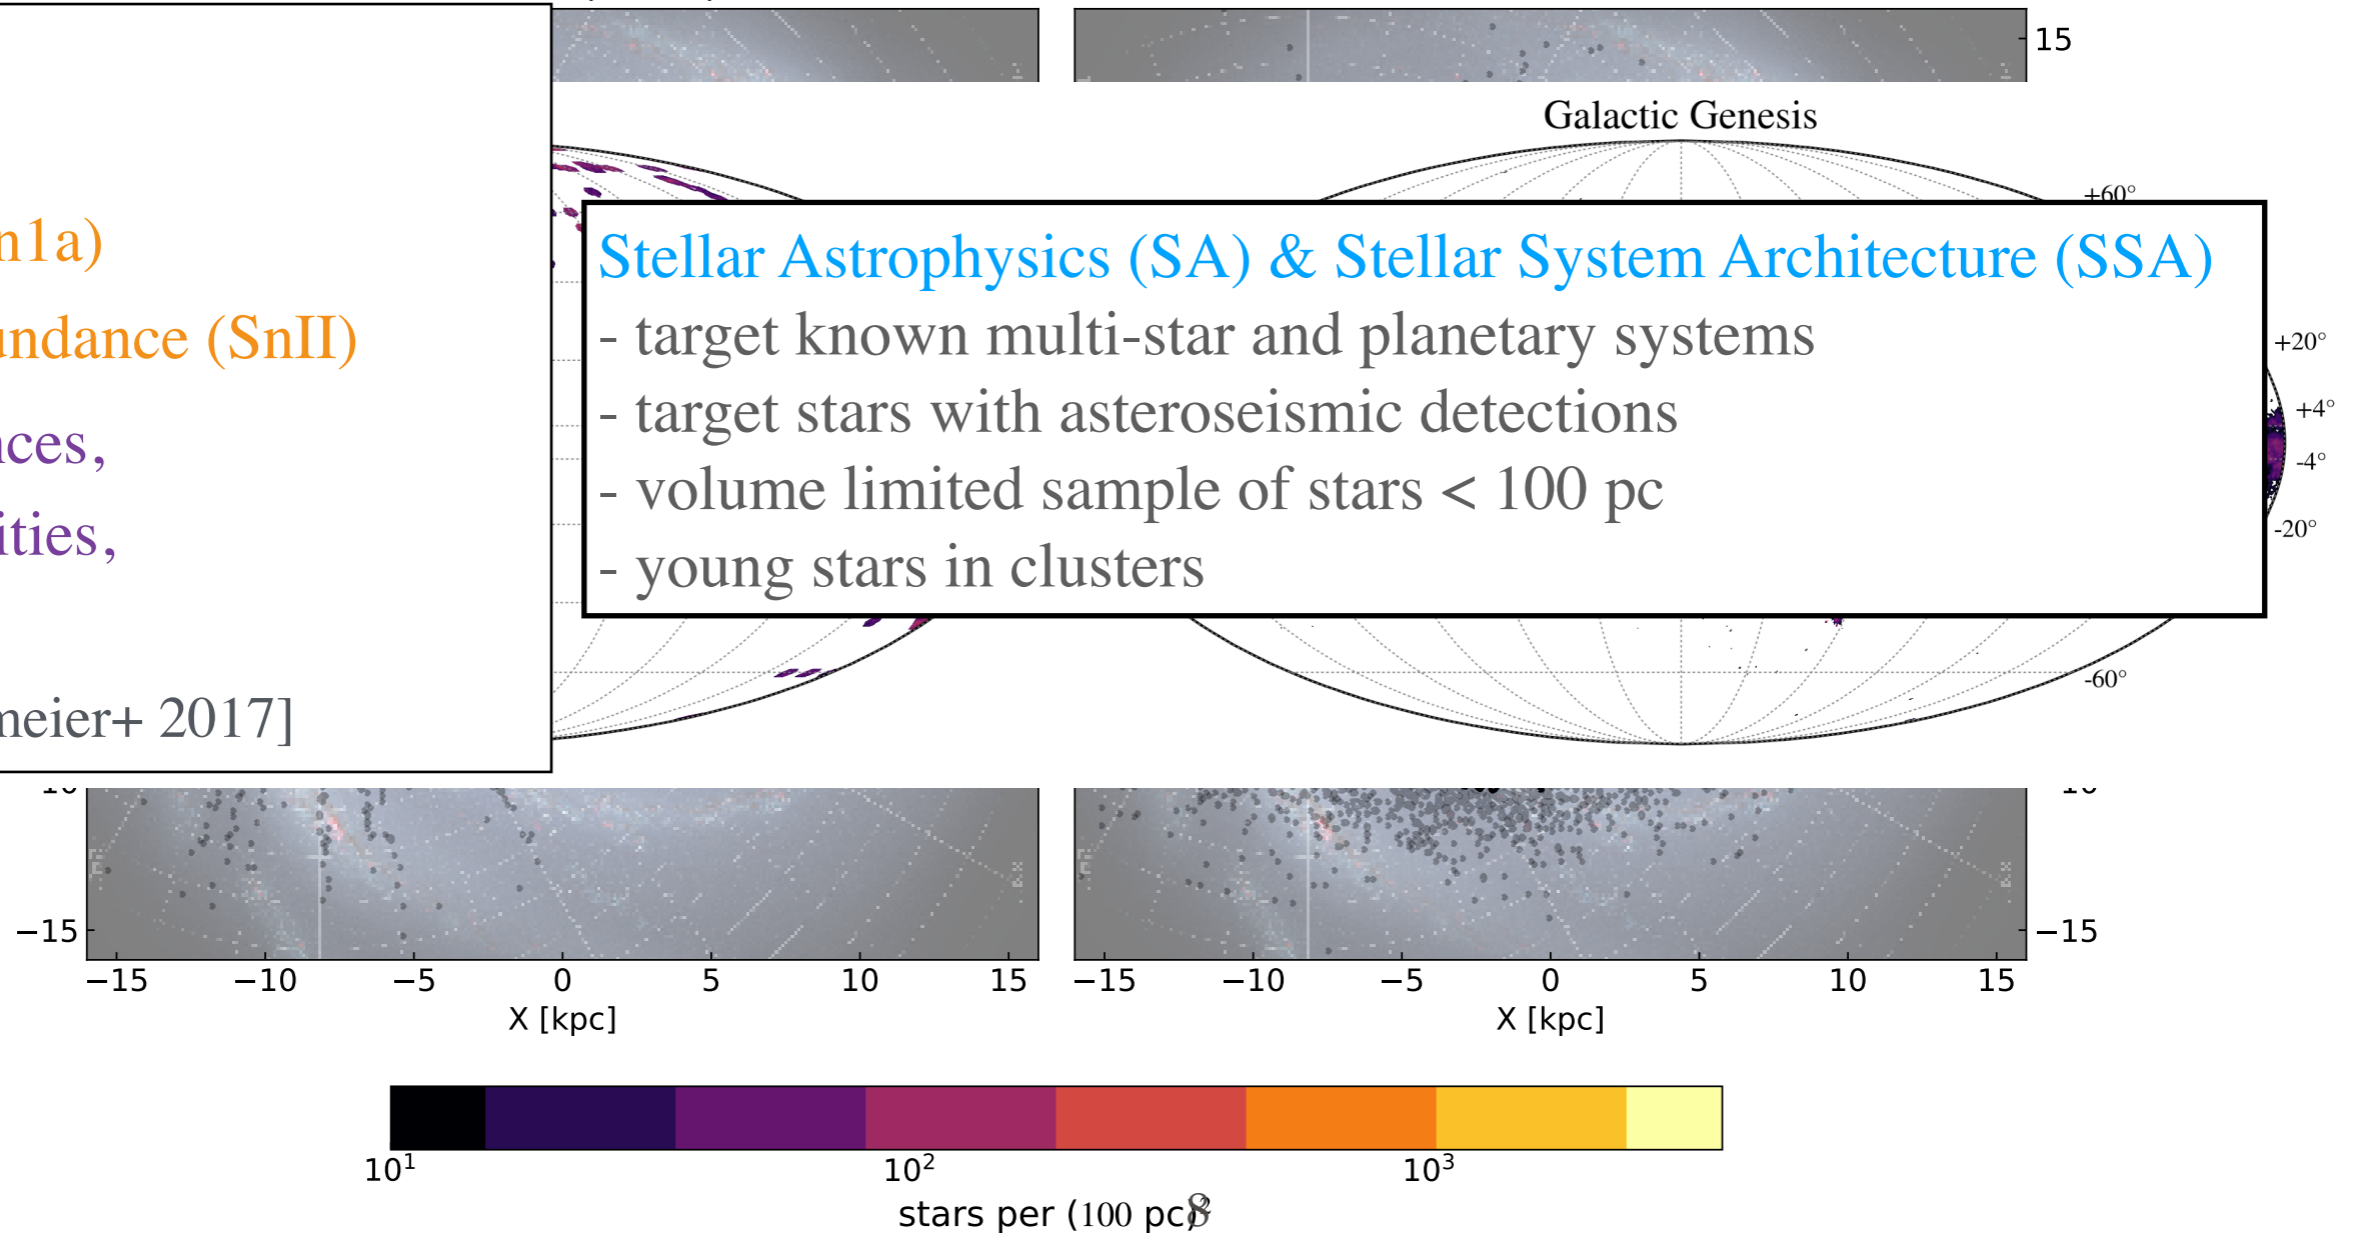 15
Galactic Genesis
+60°
n1a)
Stellar Astrophysics (SA) & Stellar System Architecture (SSA)
undance (SnII)
- target known multi-star and planetary systems
+20°
- target stars with asteroseismic detections
+4°
nces,
-4°
- volume limited sample of stars < 100 pc
ities,
-20°
- young stars in clusters
-60°
meier+ 2017]
−15
−15
−15 −10 −5 0 5 10 15
−15 −10 −5 0 5 10 15
X [kpc]
X [kpc]
10¹ 10² 10³
stars per (100 pc)